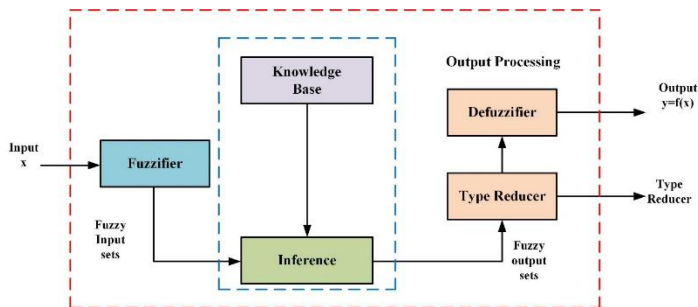 Knowledge
Base
Output Processing
Output
y=f(x)
Defuzzifier
Input
x
Fuzzifier
Type Reducer
Type
Reducer
Fuzzy
Input
sets
Inference
Fuzzy
output
sets